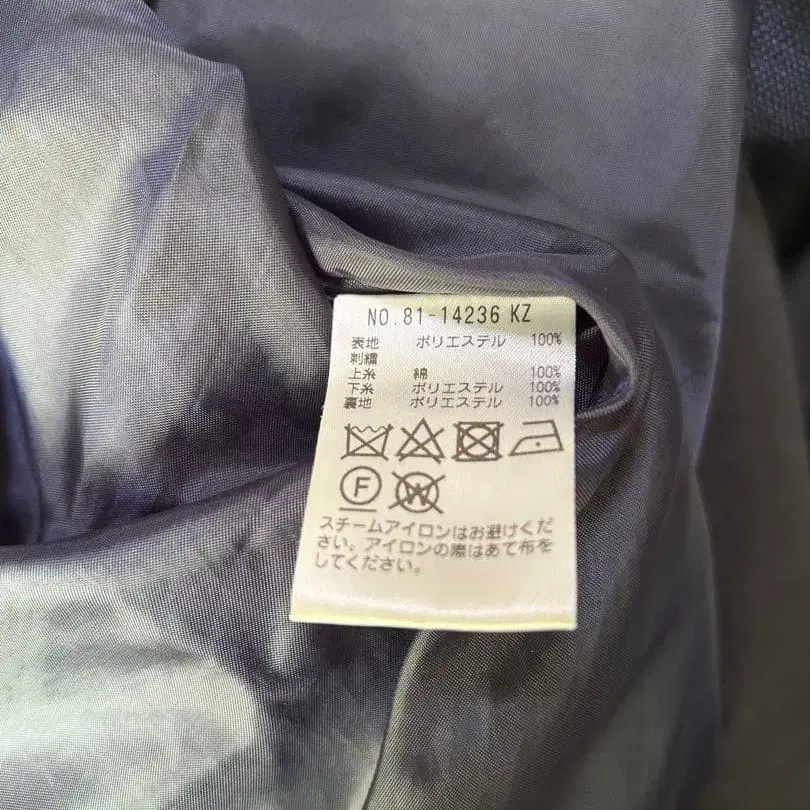 NO.81-14236 KZ
表地 ポリエステル 100%
刺繍
上糸 綿 100%
下糸 ポリエステル 100%
裏地 ポリエステル 100%
F W
スチームアイロンはお避けくだ
さい。アイロンの際はあて布を
してください。